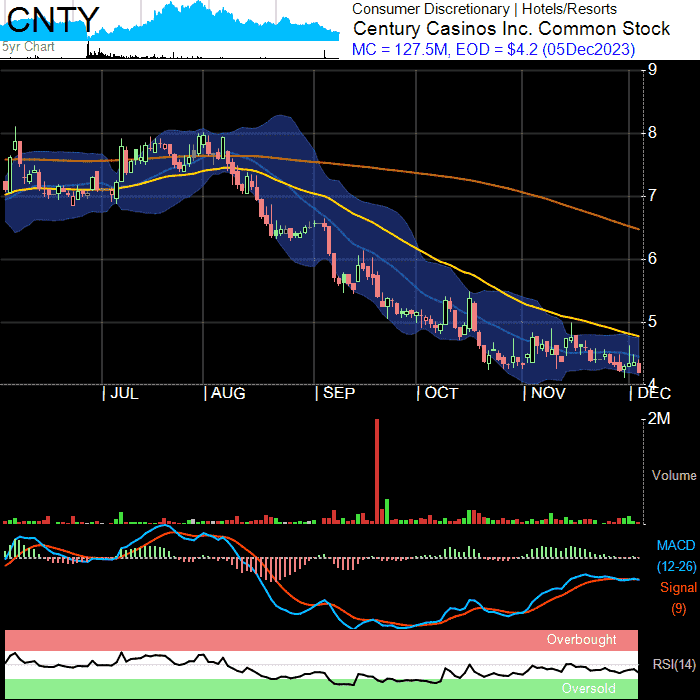 CNTY
5yr Chart
Consumer Discretionary | Hotels/Resorts
Century Casinos Inc. Common Stock
MC = 127.5M, EOD = $4.2 (05Dec2023)
9
8
7
6
5
4
JUL AUG SEP OCT NOV DEC
2M
Volume
MACD
(12-26)
Signal
(9)
Overbought
RSI(14)
Oversold